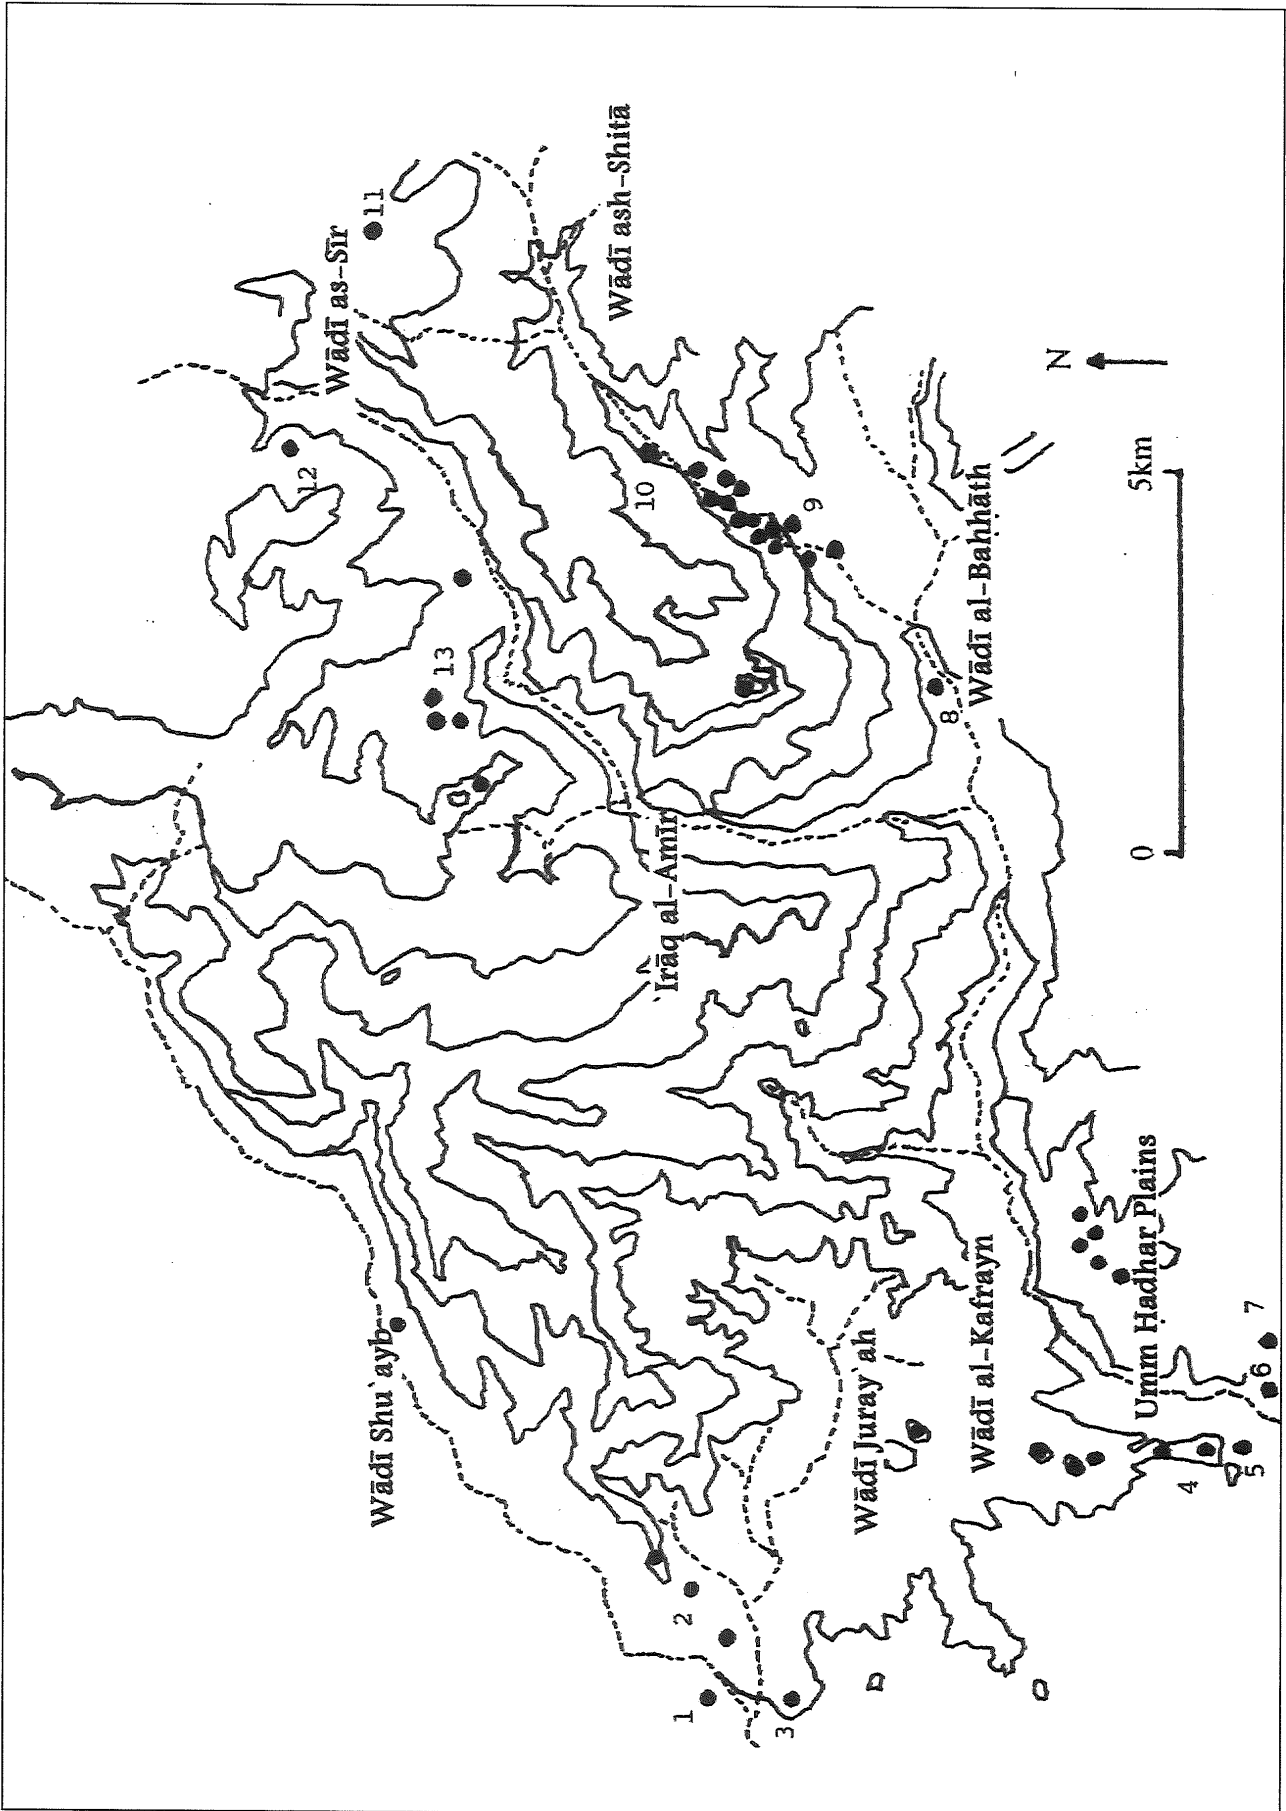 Wādī as-Sīr
11
Wādī ash-Shitā
12
13
10
9
N
Wādī Shu`ayb
`Irāq al-Amīr
8
Wādī al-Bahhāth
0
5km
Wādī Juray`ah
Wādī al-Kafrayn
Umm Ḥadhar Plains
1
2
3
4
5
6
7